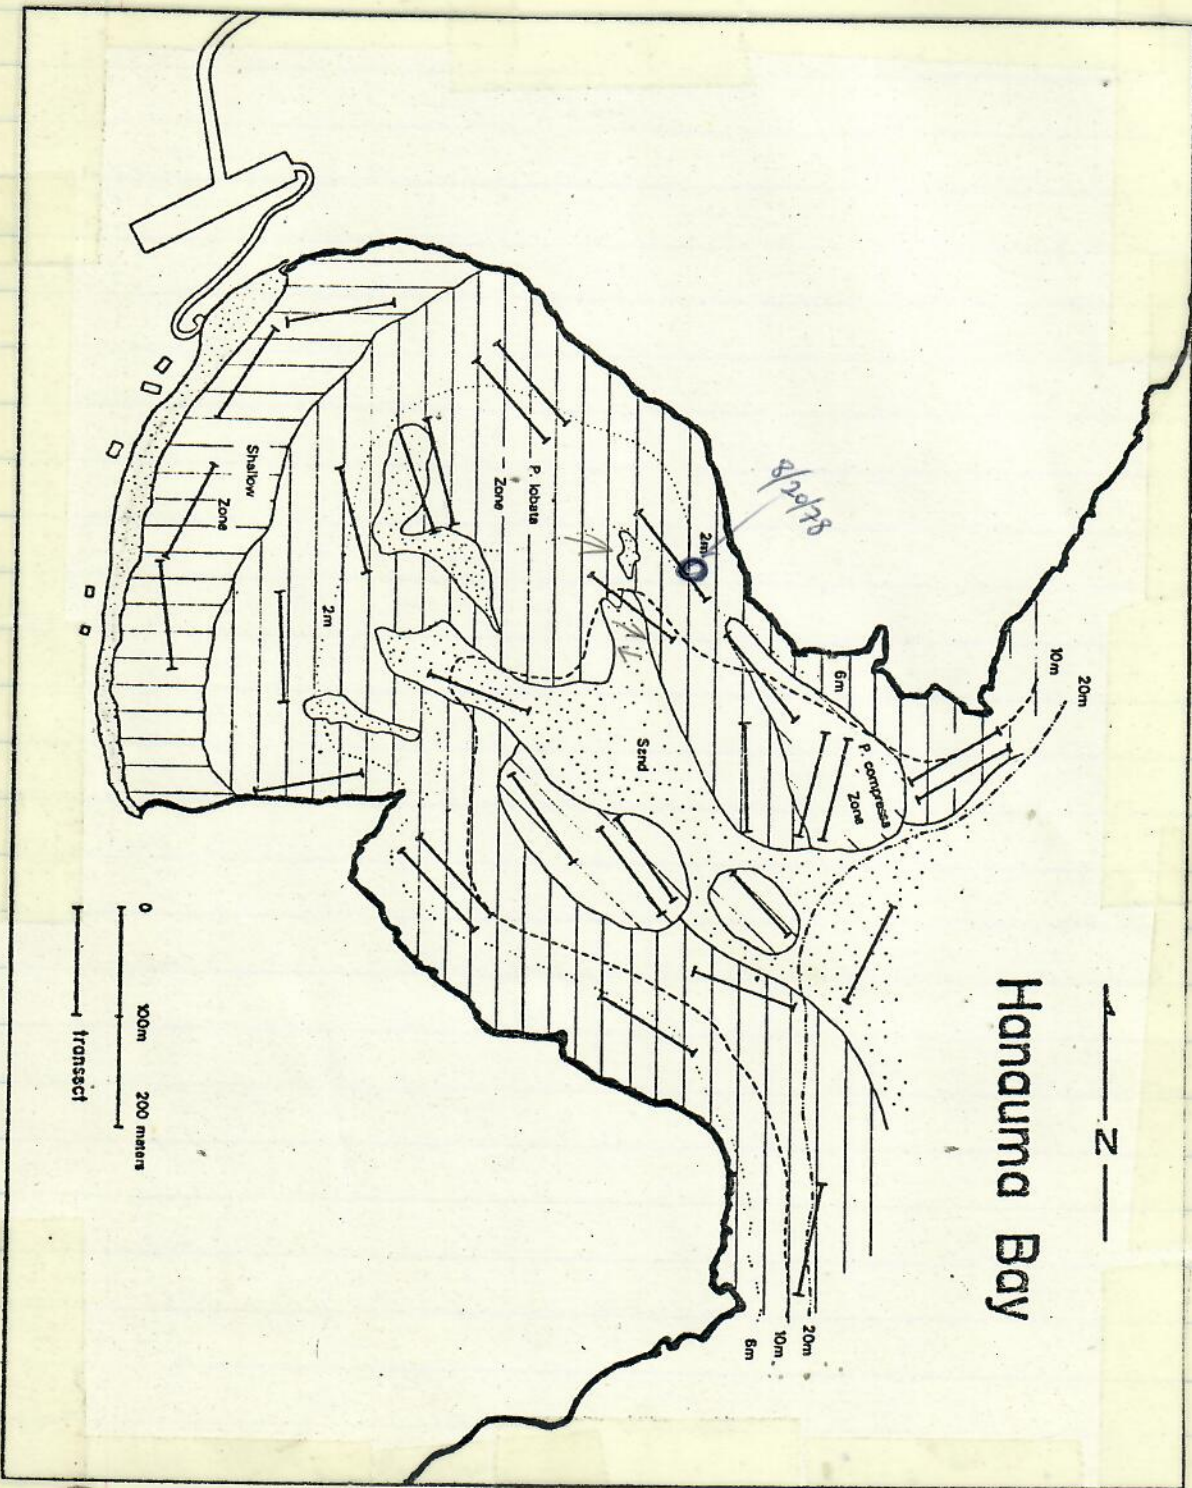 Hanauma Bay
N
20m
10m
6m
P. compressa
Zone
8/20/78
2m
P. lobata
Zone
Sand
Shallow
Zone
2m
20m
10m
6m
0 100m 200 meters
transect